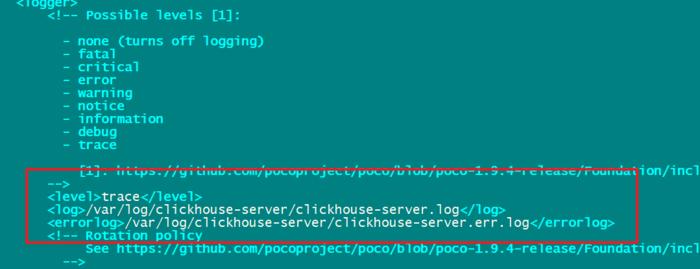 <logger>
<!-- Possible levels [1]:
- none (turns off logging)
- fatal
- critical
- error
- warning
- notice
- information
- debug
- trace
[1]: https://github.com/pocoproject/poco/blob/poco-1.9.4-release/Foundation/incl
-->
<level>trace</level>
<log>/var/log/clickhouse-server/clickhouse-server.log</log>
<errorlog>/var/log/clickhouse-server/clickhouse-server.err.log</errorlog>
<!-- Rotation policy
See https://github.com/pocoproject/poco/blob/poco-1.9.4-release/Foundation/incl
-->